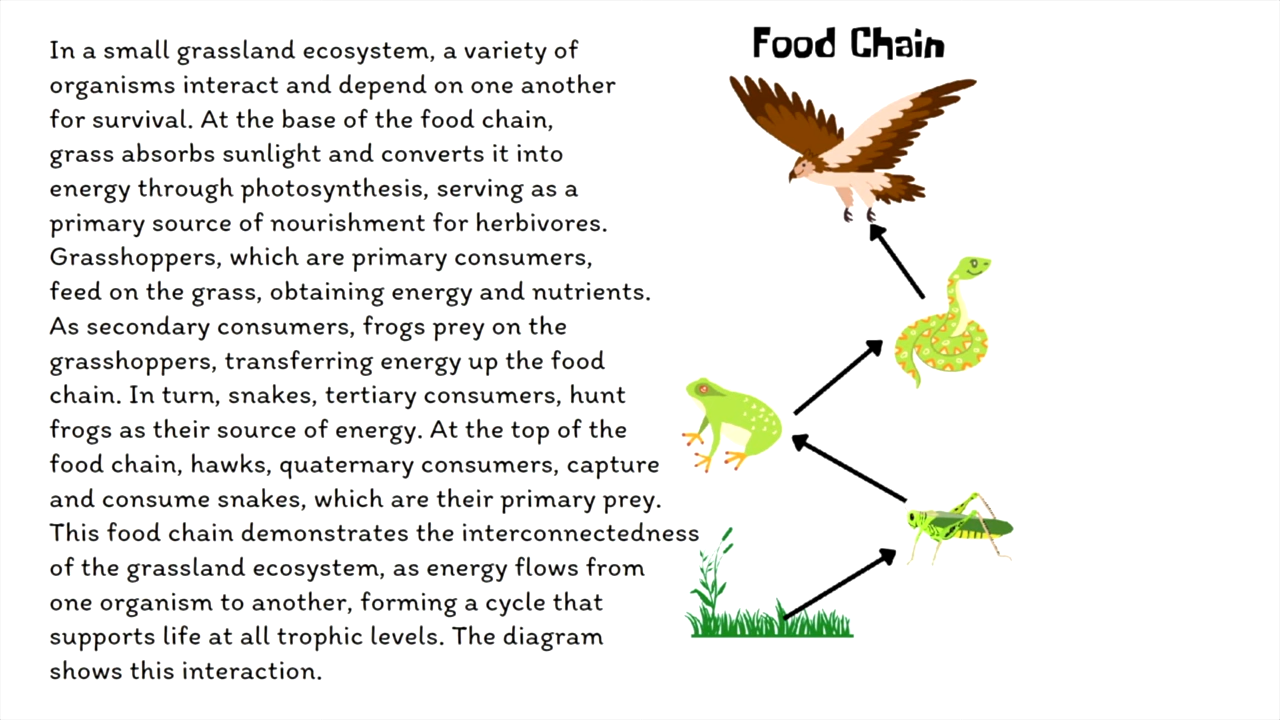 In a small grassland ecosystem, a variety of
organisms interact and depend on one another
for survival. At the base of the food chain,
grass absorbs sunlight and converts it into
energy through photosynthesis, serving as a
primary source of nourishment for herbivores.
Grasshoppers, which are primary consumers,
feed on the grass, obtaining energy and nutrients.
As secondary consumers, frogs prey on the
grasshoppers, transferring energy up the food
chain. In turn, snakes, tertiary consumers, hunt
frogs as their source of energy. At the top of the
food chain, hawks, quaternary consumers, capture
and consume snakes, which are their primary prey.
This food chain demonstrates the interconnectedness
of the grassland ecosystem, as energy flows from
one organism to another, forming a cycle that
supports life at all trophic levels. The diagram
shows this interaction.
Food Chain